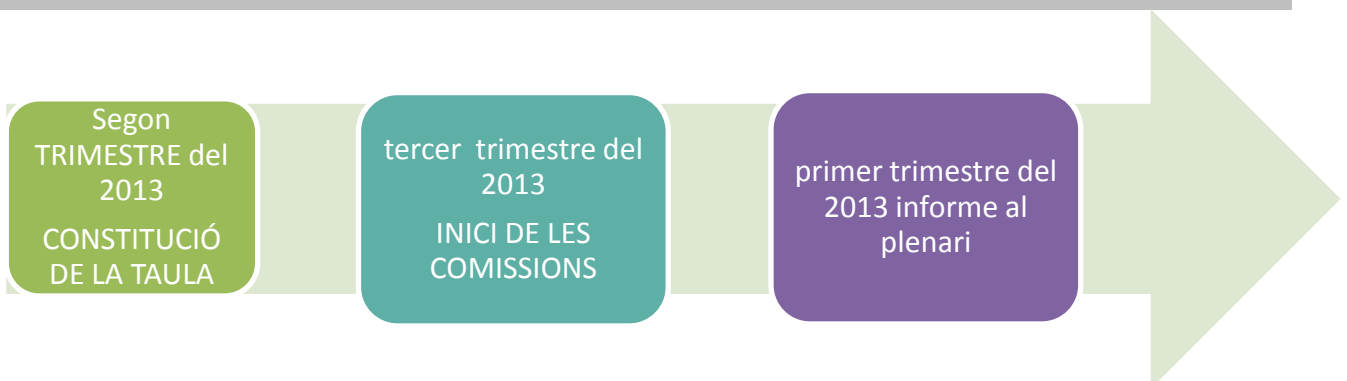 Segon
TRIMESTRE del
2013
CONSTITUCIÓ
DE LA TAULA
tercer trimestre del
2013
INICI DE LES
COMISSIONS
primer trimestre del
2013 informe al
plenari